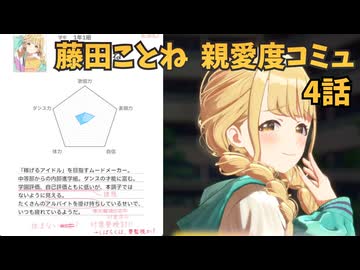 1年1組
藤田ことね 親愛度コミュ
4話
歌唱力
ダンス力
表現力
体力
自信
「稼げるアイドル」を目指すムードメーカー。
中等部からの内部進学組。ダンスの才能に富む。
学園評価、自己評価ともに低いが、本調子では
ないように見える。
たくさんのアルバイトを掛け持ちしているせいで、
いつも疲れているようだ。